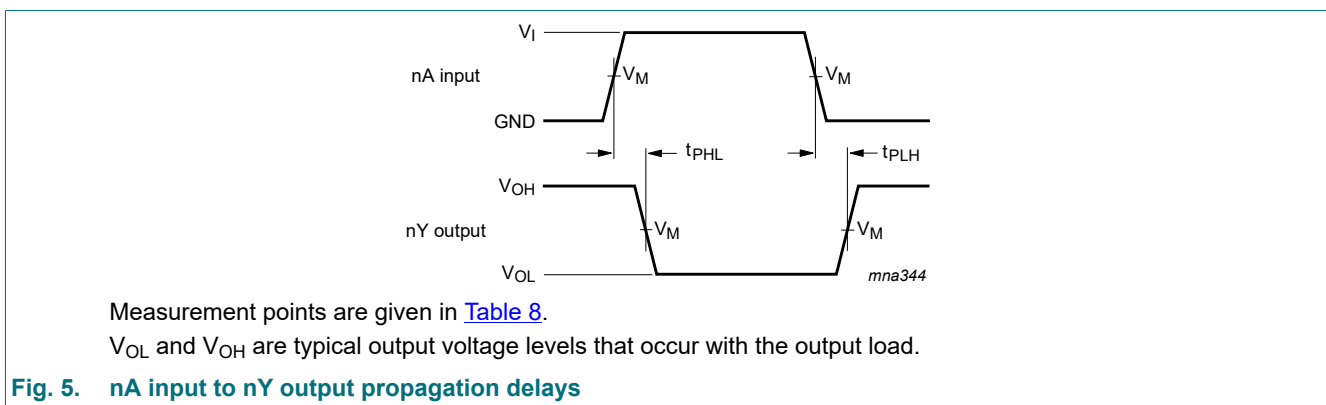 VI
nA input
VM
VM
GND
tPHL
tPLH
VOH
nY output
VM
VM
VOL
mna344
Measurement points are given in Table 8.
VOL and VOH are typical output voltage levels that occur with the output load.
Fig. 5. nA input to nY output propagation delays